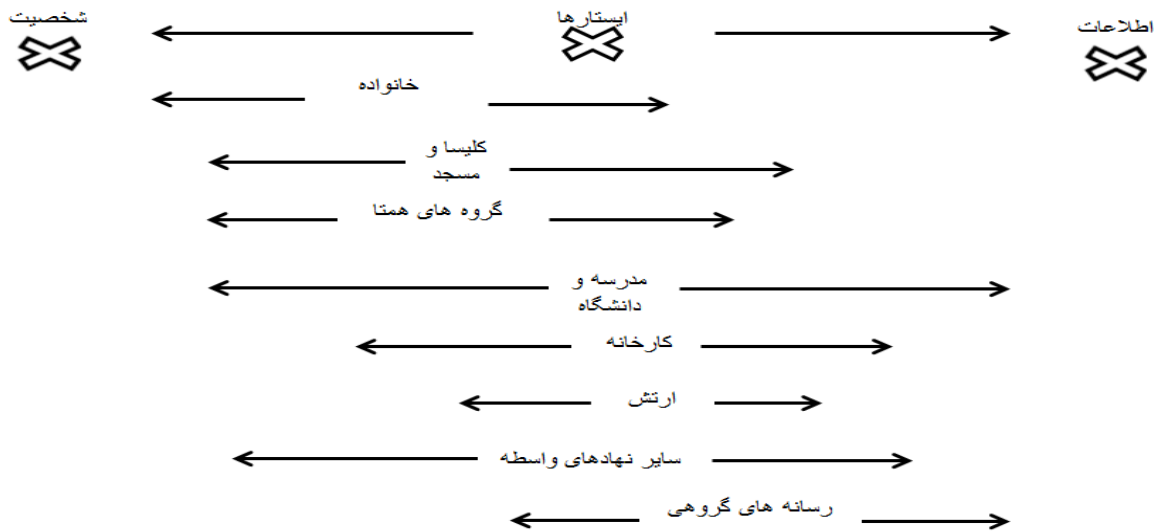 اطلاعات
ایستارها
شخصیت
خانواده
کلیسا و
مسجد
گروه های همتا
مدرسه و
دانشگاه
کارخانه
ارتش
سایر نهادهای واسطه
رسانه های گروهی